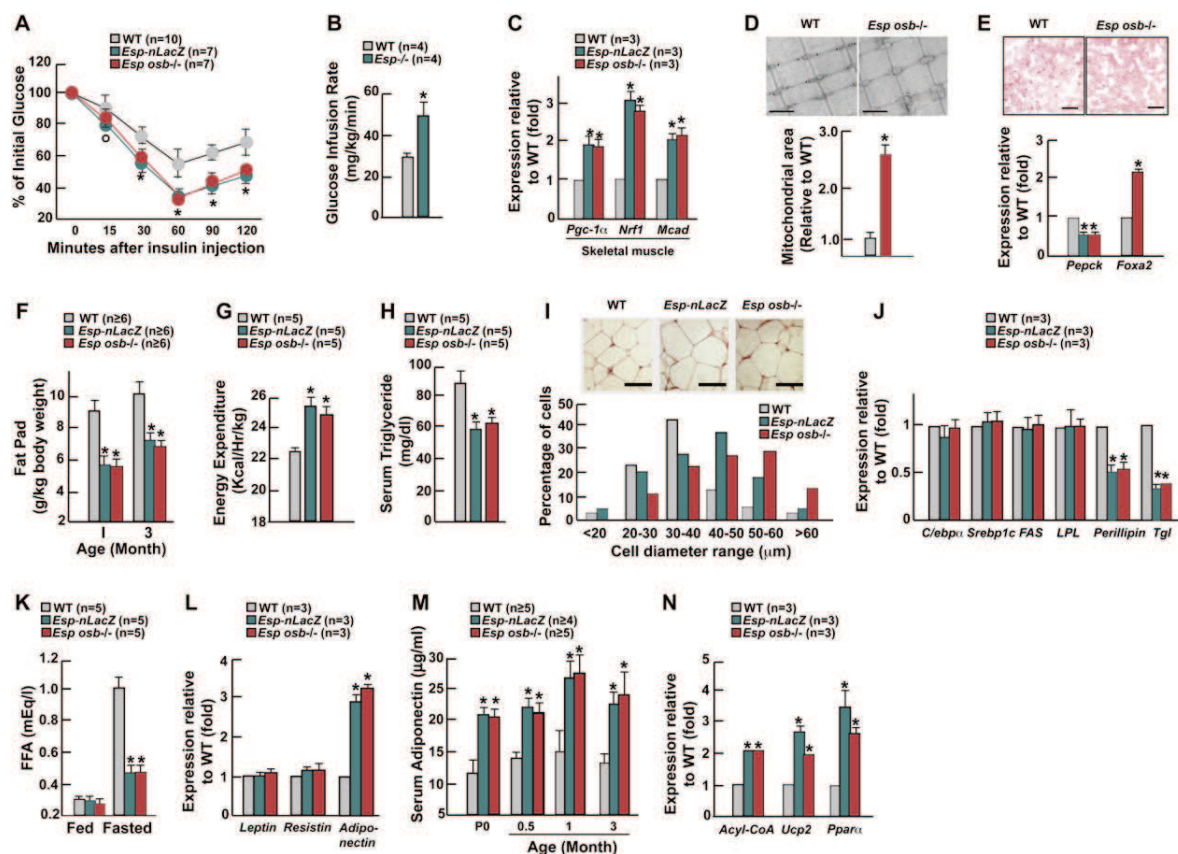 A
WT (n=10)
Esp-nLacZ (n=7)
Esp osb-/- (n=7)
% of Initial Glucose
120
100
80
60
40
20
0 15 30 60 90 120
Minutes after insulin injection
B
WT (n=4)
Esp-/- (n=4)
Glucose Infusion Rate
(mg/kg/min)
60
40
20
0
C
WT (n=3)
Esp-nLacZ (n=3)
Esp osb-/- (n=3)
Expression relative
to WT (fold)
4
3
2
1
0
Pgc-1α Nrf1 Mcad
Skeletal muscle
D
WT Esp osb-/-
Mitochondrial area
(Relative to WT)
3.0
2.0
1.0
E
WT Esp osb-/-
Expression relative
to WT (fold)
3
2
1
0
Pepck Foxa2
F
WT (n≥6)
Esp-nLacZ (n≥6)
Esp osb-/- (n≥6)
Fat Pad
(g/kg body weight)
12
10
8
6
4
2
1 3
Age (Month)
G
WT (n=5)
Esp-nLacZ (n=5)
Esp osb-/- (n=5)
Energy Expenditure
(Kcal/Hr/kg)
28
26
24
22
20
18
H
WT (n=5)
Esp-nLacZ (n=5)
Esp osb-/- (n=5)
Serum Triglyceride
(mg/dl)
100
80
60
40
20
0
I
WT Esp-nLacZ Esp osb-/-
WT
Esp-nLacZ
Esp osb-/-
Percentage of cells
50
40
30
20
10
0
<20 20-30 30-40 40-50 50-60 >60
Cell diameter range (μm)
J
WT (n=3)
Esp-nLacZ (n=3)
Esp osb-/- (n=3)
Expression relative
to WT (fold)
1
0.5
0
C/ebpα Srebp1c FAS LPL Perillipin Tgl
K
WT (n=5)
Esp-nLacZ (n=5)
Esp osb-/- (n=5)
FFA (mEq/l)
1.2
1.0
0.8
0.6
0.4
0.2
Fed Fasted
L
WT (n=3)
Esp-nLacZ (n=3)
Esp osb-/- (n=3)
Expression relative
to WT (fold)
4
3
2
1
0
Leptin Resistin Adipo-
nectin
M
WT (n≥5)
Esp-nLacZ (n≥4)
Esp osb-/- (n≥5)
Serum Adiponectin (μg/ml)
30
25
20
15
10
5
P0 0.5 1 3
Age (Month)
N
WT (n=3)
Esp-nLacZ (n=3)
Esp osb-/- (n=3)
Expression relative
to WT (fold)
5
4
3
2
1
0
Acyl-CoA Ucp2 Pparα